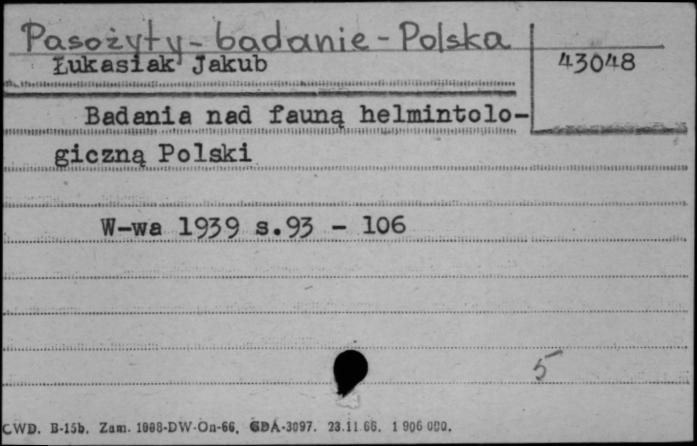 Pasożyty - badanie - Polska
Łukasiak Jakub
43048
Badania nad fauną helmintolo-
giczną Polski
W-wa 1939 s.93 - 106
5
CWD. B-15b. Zam. 1998-DW-On-66. GDA-3097. 23.11.66. 1 906 000.